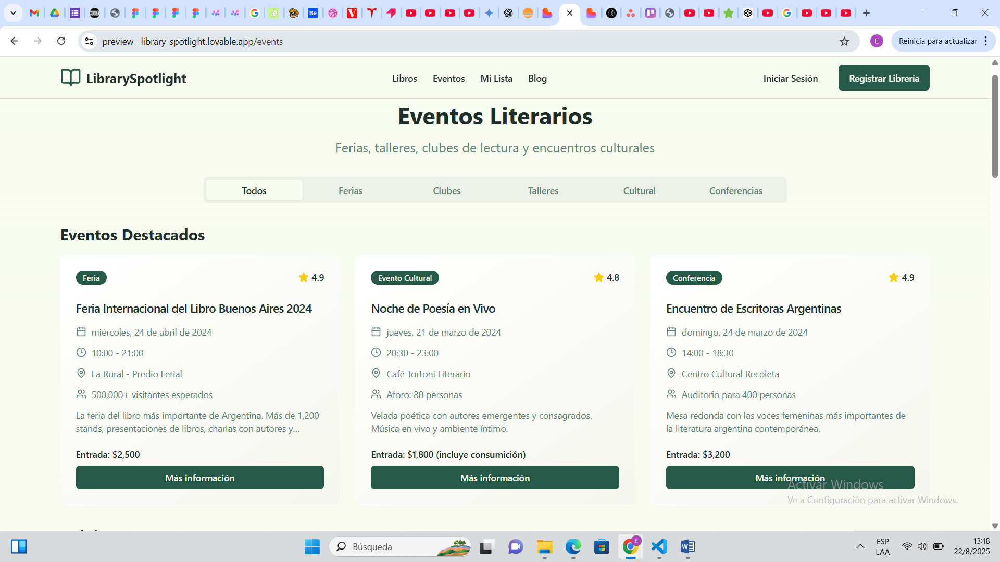 preview--library-spotlight.lovable.app/events
E
Reinicia para actualizar
LibrarySpotlight
Libros
Eventos
Mi Lista
Blog
Iniciar Sesión
Registrar Librería
Eventos Literarios
Ferias, talleres, clubes de lectura y encuentros culturales
Todos
Ferias
Clubes
Talleres
Cultural
Conferencias
Eventos Destacados
Feria
4.9
Feria Internacional del Libro Buenos Aires 2024
miércoles, 24 de abril de 2024
10:00 - 21:00
La Rural - Predio Ferial
500,000+ visitantes esperados
La feria del libro más importante de Argentina. Más de 1,200
stands, presentaciones de libros, charlas con autores y...
Entrada: $2,500
Más información
Evento Cultural
4.8
Noche de Poesía en Vivo
jueves, 21 de marzo de 2024
20:30 - 23:00
Café Tortoni Literario
Aforo: 80 personas
Velada poética con autores emergentes y consagrados.
Música en vivo y ambiente íntimo.
Entrada: $1,800 (incluye consumición)
Más información
Conferencia
4.9
Encuentro de Escritoras Argentinas
domingo, 24 de marzo de 2024
14:00 - 18:30
Centro Cultural Recoleta
Auditorio para 400 personas
Mesa redonda con las voces femeninas más importantes de
la literatura argentina contemporánea.
Entrada: $3,200
Más información
Activar Windows
Ve a Configuración para activar Windows.
Búsqueda
ESP
LAA
13:18
22/8/2025